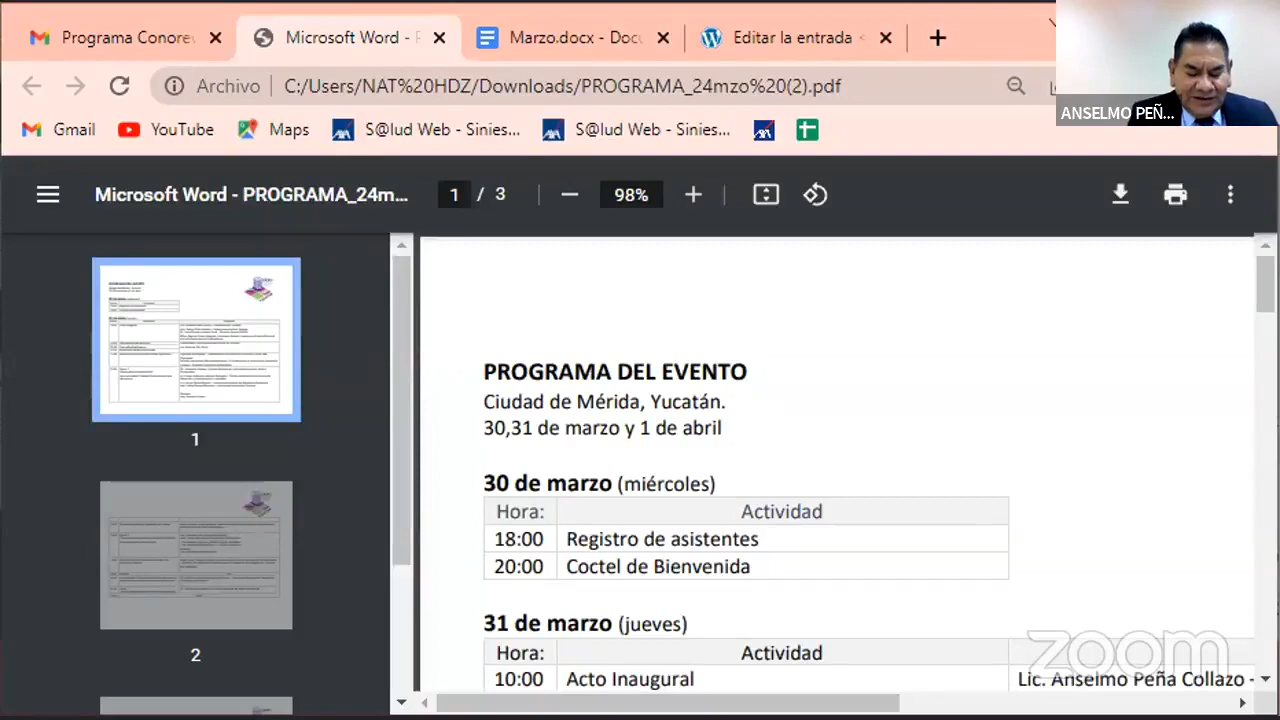 Programa Conore
Microsoft Word - P
Marzo.docx - Docu
Editar la entrada
Archivo
C:/Users/NAT%20HDZ/Downloads/PROGRAMA_24mzo%20(2).pdf
ANSELMO PEÑ...
Gmail
YouTube
Maps
S@lud Web - Sinies...
S@lud Web - Sinies...
Microsoft Word - PROGRAMA_24m...
1 / 3
98%
1
2
PROGRAMA DEL EVENTO
Ciudad de Mérida, Yucatán.
30,31 de marzo y 1 de abril
30 de marzo (miércoles)
Hora: Actividad
18:00 Registro de asistentes
20:00 Coctel de Bienvenida
31 de marzo (jueves)
Hora: Actividad
10:00 Acto Inaugural Lic. Anselmo Peña Collazo -
zoom